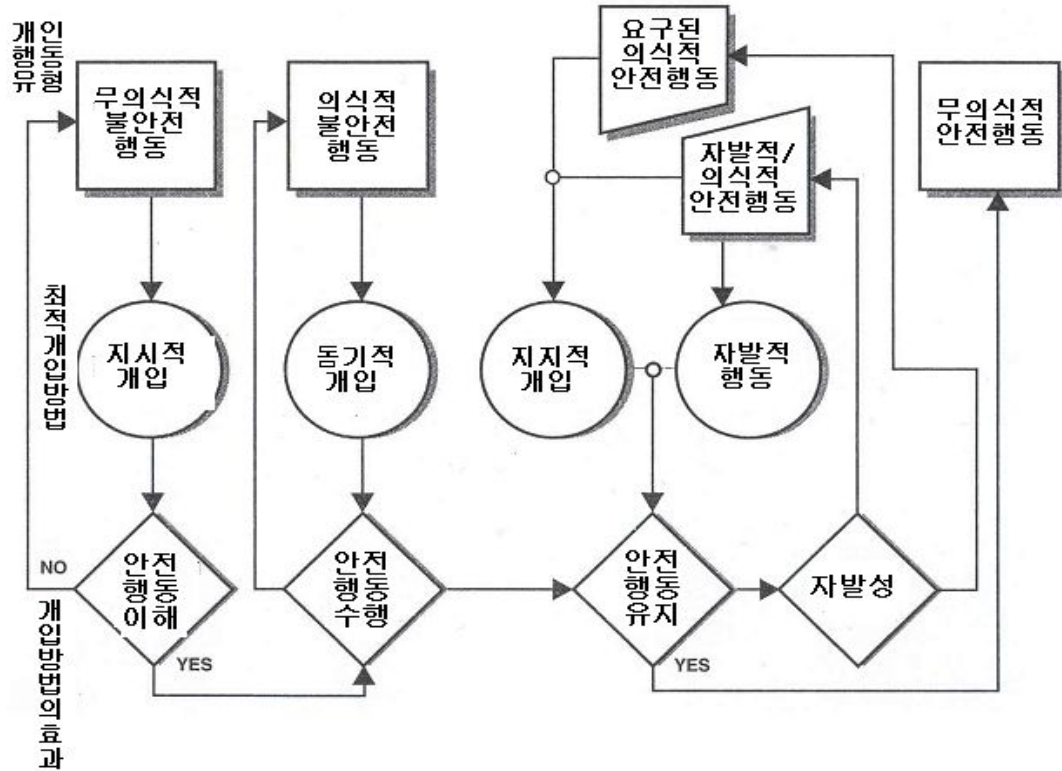 개인
행동
유형
무의식적
불안전
행동
의식적
불안전
행동
요구된
의식적
안전행동
자발적/
의식적
안전행동
무의식적
안전행동
최적개입방법
지시적
개입
동기적
개입
지지적
개입
자발적
행동
개입방법의효과
NO
안전
행동
이해
YES
안전
행동
수행
안전
행동
유지
YES
자발성